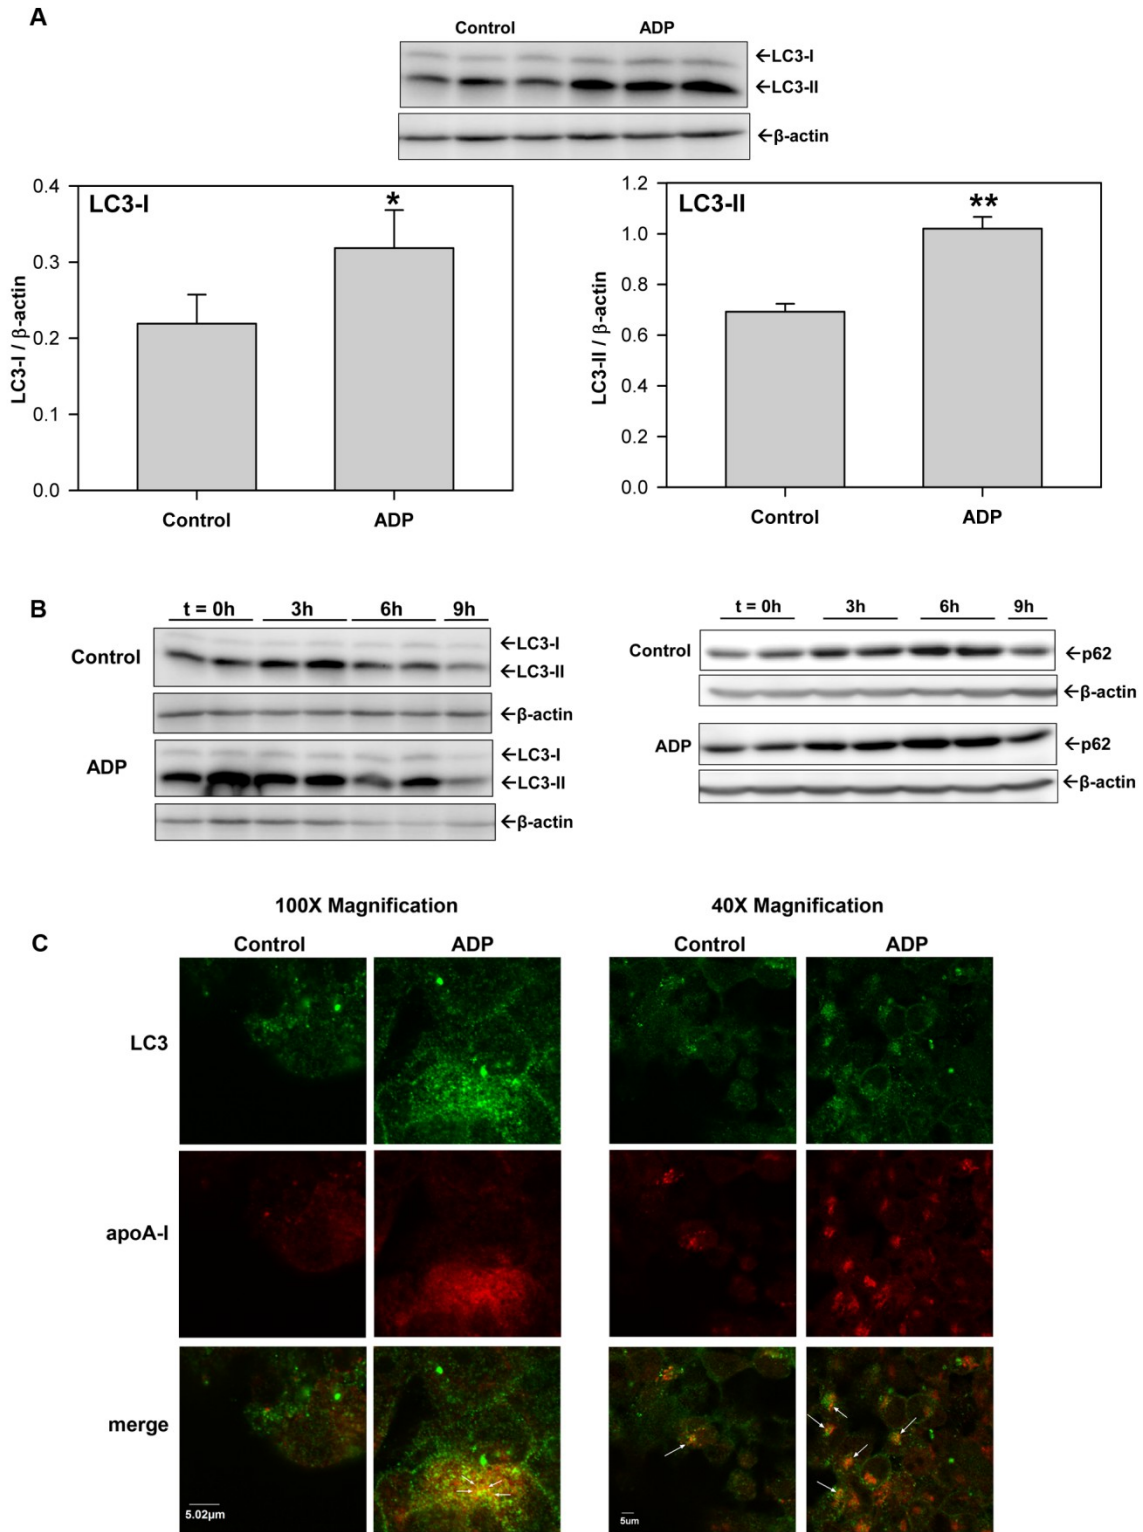 A
Control ADP
←LC3-I
←LC3-II
←β-actin
LC3-I
*
0.4
0.3
0.2
0.1
0.0
LC3-I / β-actin
Control ADP
LC3-II
**
1.2
1.0
0.8
0.6
0.4
0.2
0.0
LC3-II / β-actin
Control ADP
B
t = 0h 3h 6h 9h
Control
←LC3-I
←LC3-II
←β-actin
ADP
←LC3-I
←LC3-II
←β-actin
t = 0h 3h 6h 9h
Control
←p62
←β-actin
ADP
←p62
←β-actin
100X Magnification 40X Magnification
C
Control ADP Control ADP
LC3
apoA-I
merge
5.02μm
5um